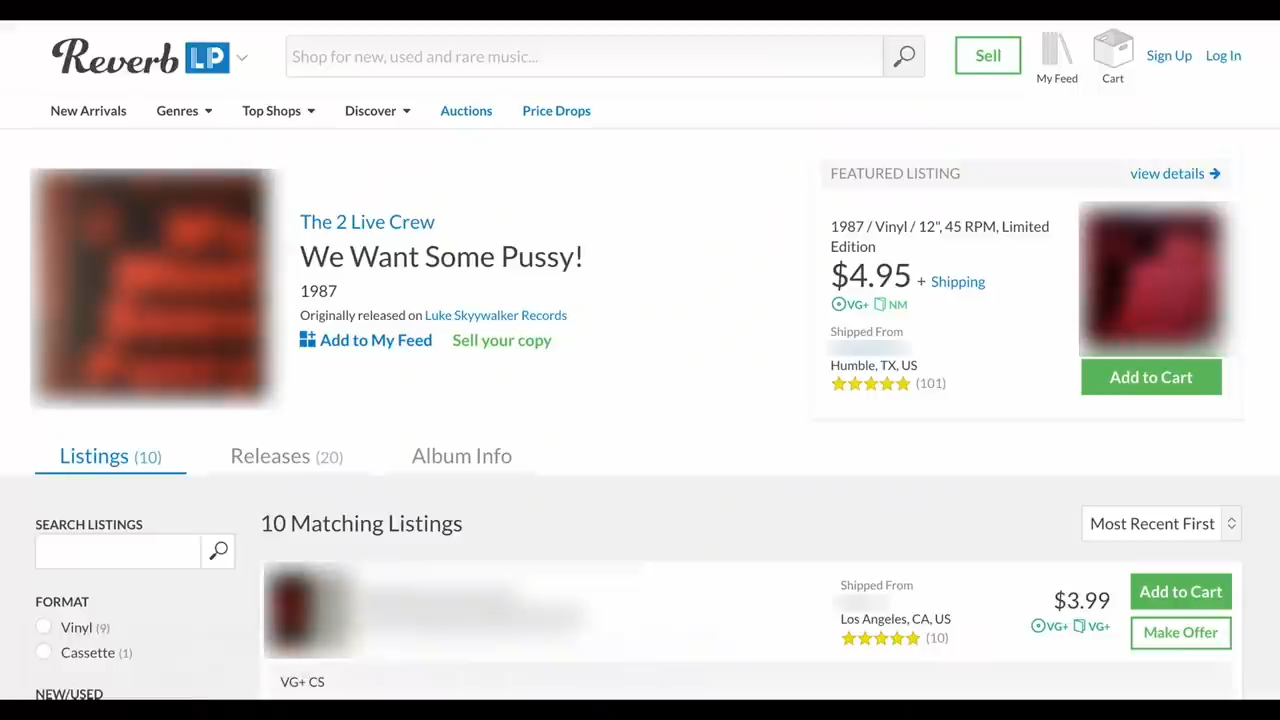 Reverb LP
Shop for new, used and rare music...
Sell
My Feed
Cart
Sign Up
Log In
New Arrivals
Genres
Top Shops
Discover
Auctions
Price Drops
The 2 Live Crew
We Want Some Pussy!
1987
Originally released on Luke Skyywalker Records
Add to My Feed
Sell your copy
FEATURED LISTING
view details
1987 / Vinyl / 12", 45 RPM, Limited
Edition
$4.95 + Shipping
VG+ NM
Shipped From
Humble, TX, US
(101)
Add to Cart
Listings (10)
Releases (20)
Album Info
SEARCH LISTINGS
FORMAT
Vinyl (9)
Cassette (1)
NEW/USED
10 Matching Listings
Most Recent First
Shipped From
Los Angeles, CA, US
(10)
$3.99
VG+ VG+
Add to Cart
Make Offer
VG+ CS